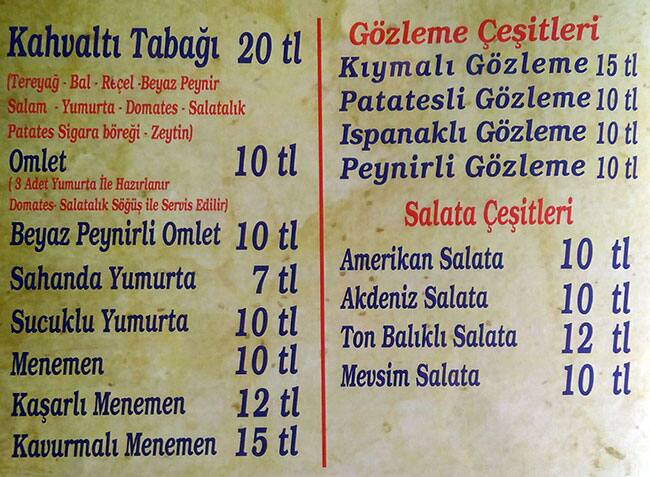 Kahvaltı Tabağı 20 tl
(Tereyağ - Bal - Reçel -Beyaz Peynir
Salam - Yumurta - Domates - Salatalık
Patates Sigara böreği - Zeytin)
Omlet 10 tl
( 3 Adet Yumurta İle Hazırlanır
Domates- Salatalık Söğüş ile Servis Edilir)
Beyaz Peynirli Omlet 10 tl
Sahanda Yumurta 7 tl
Sucuklu Yumurta 10 tl
Menemen 10 tl
Kaşarlı Menemen 12 tl
Kavurmalı Menemen 15 tl
Gözleme Çeşitleri
Kıymalı Gözleme 15 tl
Patatesli Gözleme 10 tl
Ispanaklı Gözleme 10 tl
Peynirli Gözleme 10 tl
Salata Çeşitleri
Amerikan Salata 10 tl
Akdeniz Salata 10 tl
Ton Balıklı Salata 12 tl
Mevsim Salata 10 tl